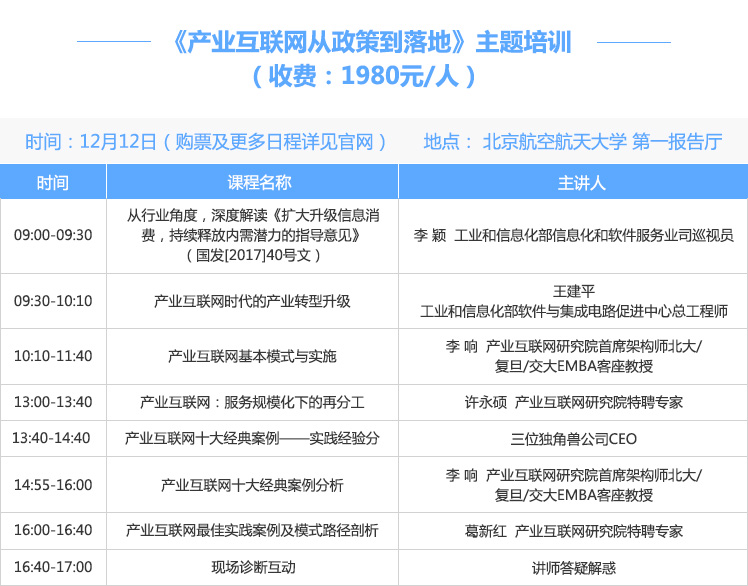 《产业互联网从政策到落地》主题培训
（收费：1980元/人）
时间：12月12日（购票及更多日程详见官网） 地点： 北京航空航天大学 第一报告厅
时间 课程名称 主讲人
09:00-09:30
从行业角度，深度解读《扩大升级信息消
费，持续释放内需潜力的指导意见》
（国发[2017]40号文）
李 颖 工业和信息化部信息化和软件服务业司巡视员
09:30-10:10
产业互联网时代的产业转型升级
王建平
工业和信息化部软件与集成电路促进中心总工程师
10:10-11:40
产业互联网基本模式与实施
李 响 产业互联网研究院首席架构师北大/
复旦/交大EMBA客座教授
13:00-13:40 产业互联网：服务规模化下的再分工 许永硕 产业互联网研究院特聘专家
13:40-14:40 产业互联网十大经典案例——实践经验分 三位独角兽公司CEO
14:55-16:00
产业互联网十大经典案例分析
李 响 产业互联网研究院首席架构师北大/
复旦/交大EMBA客座教授
16:00-16:40 产业互联网最佳实践案例及模式路径剖析 葛新红 产业互联网研究院特聘专家
16:40-17:00 现场诊断互动 讲师答疑解惑